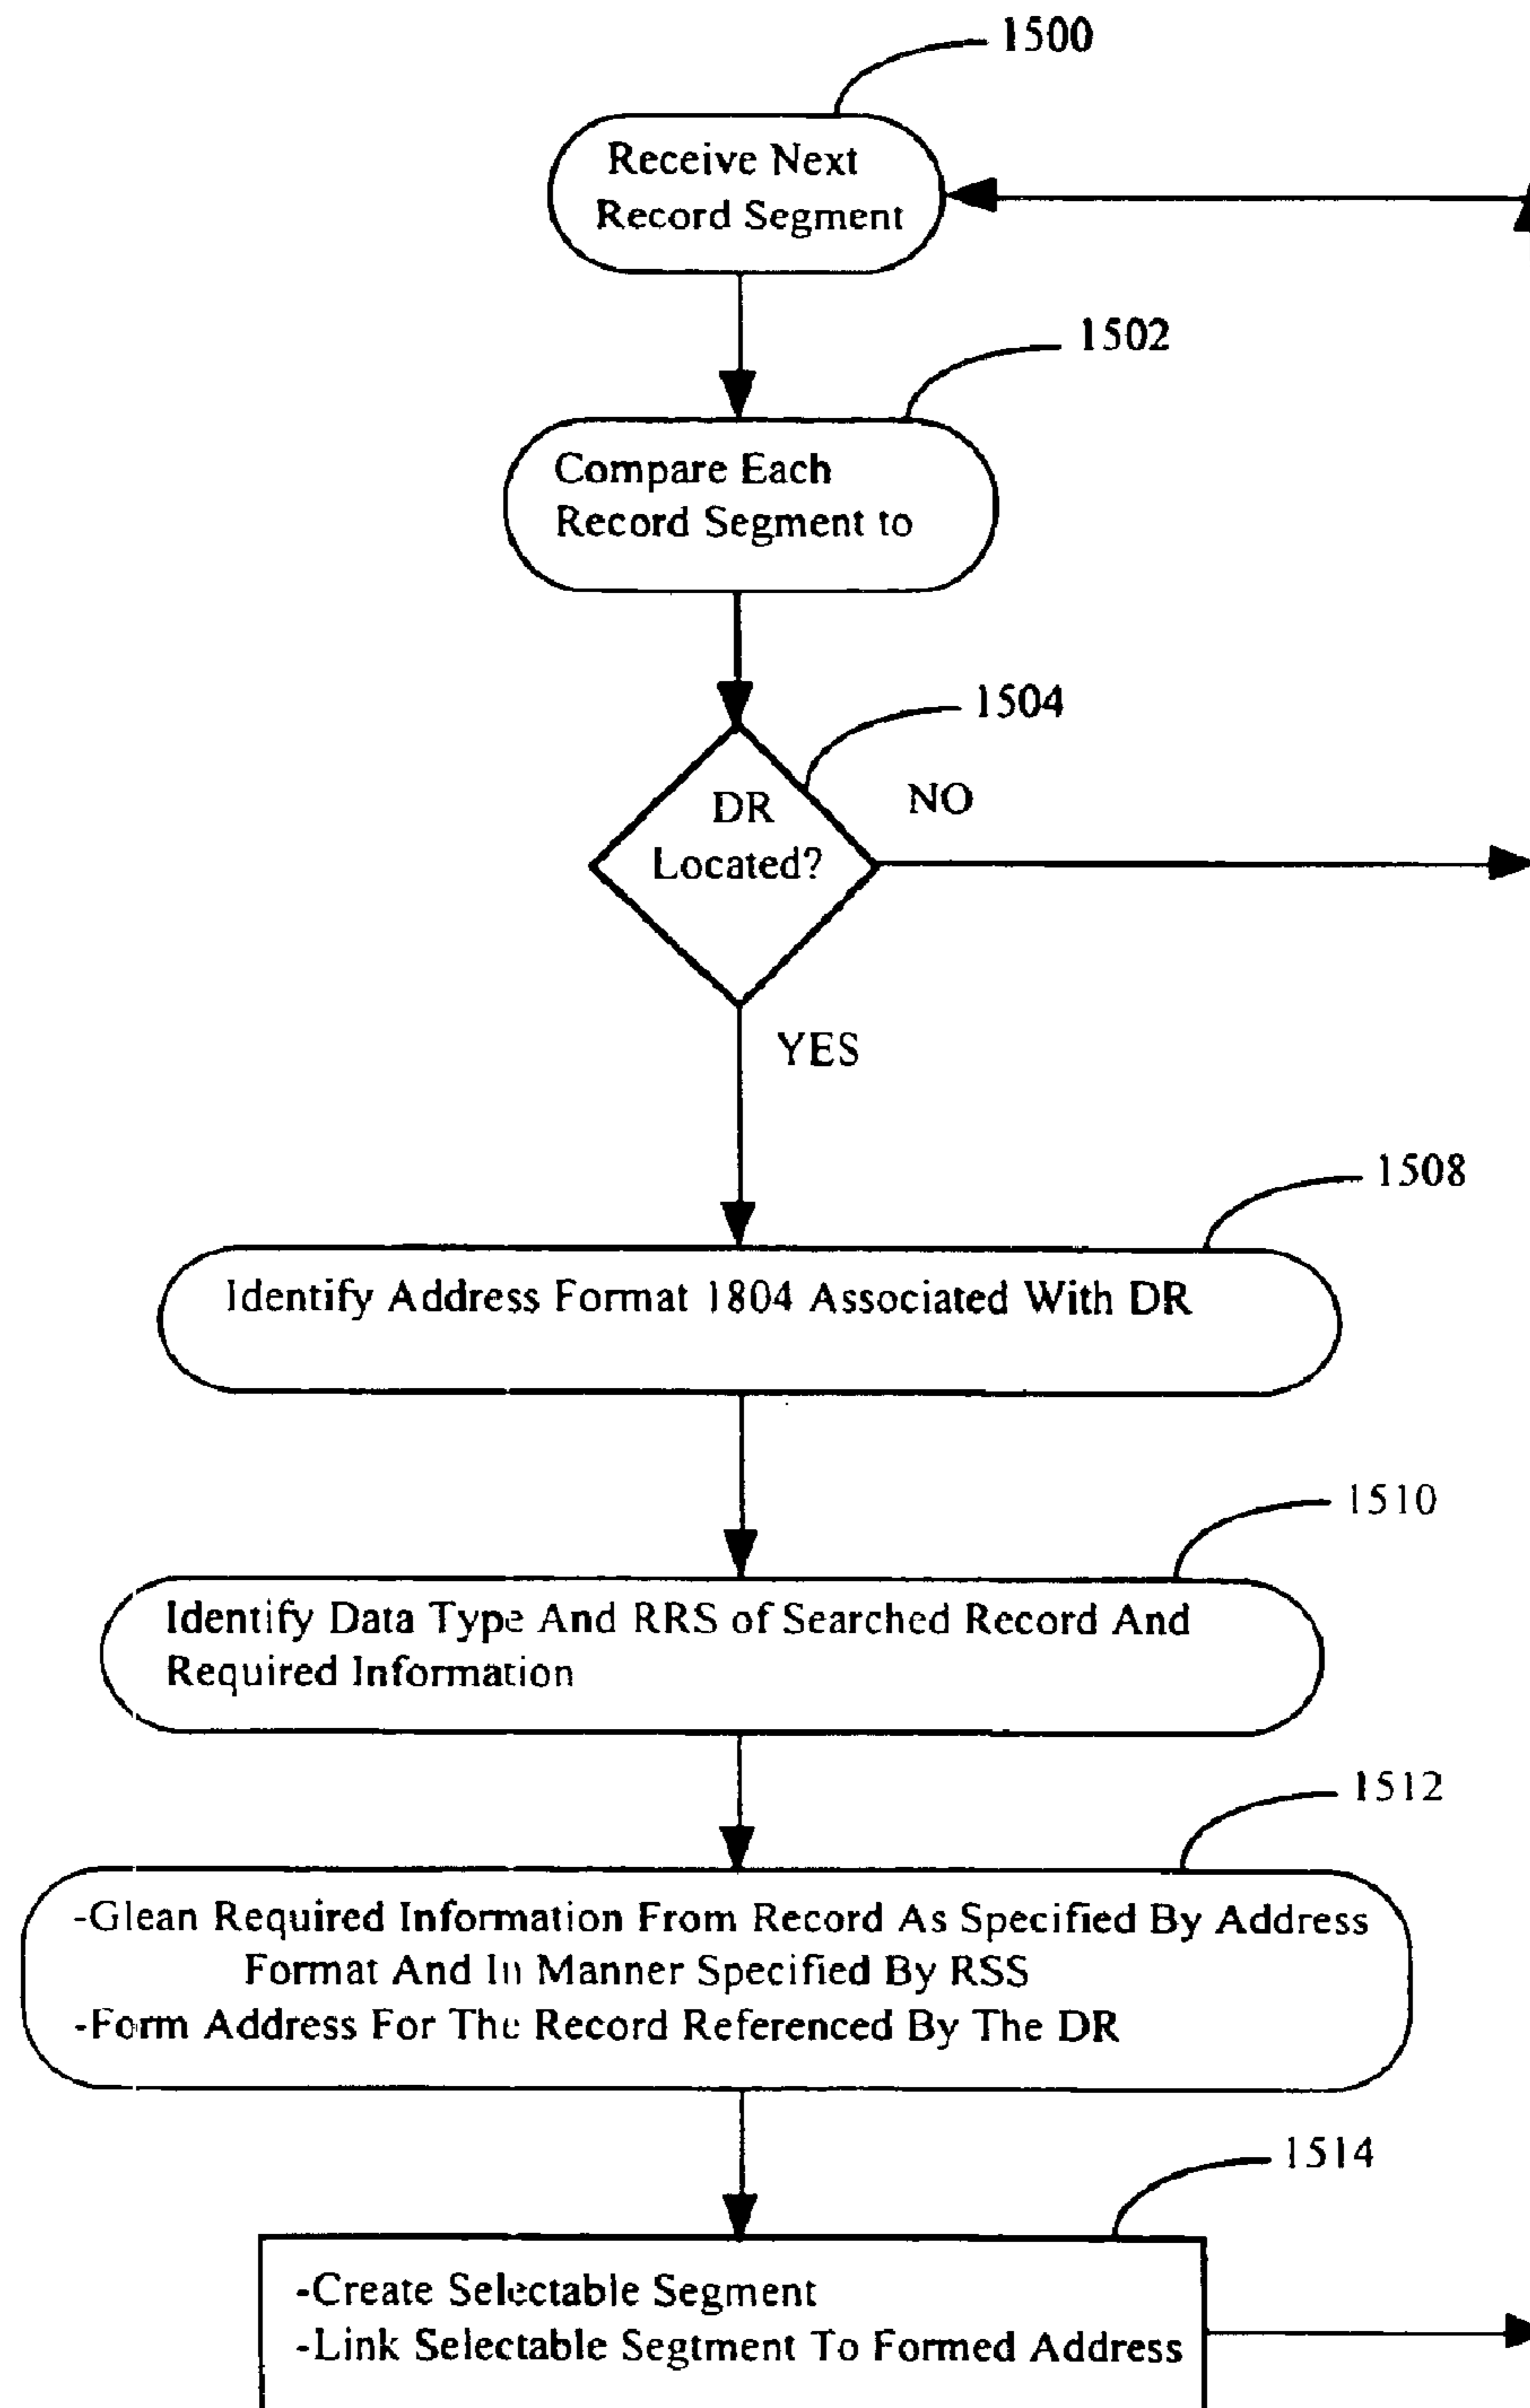 1500
Receive Next
Record Segment
1502
Compare Each
Record Segment to
1504
DR
Located?
NO
YES
1508
Identify Address Format 1804 Associated With DR
1510
Identify Data Type And RRS of Searched Record And
Required Information
1512
-Glean Required Information From Record As Specified By Address
Format And In Manner Specified By RSS
-Form Address For The Record Referenced By The DR
1514
-Create Selectable Segment
-Link Selectable Segtment To Formed Address